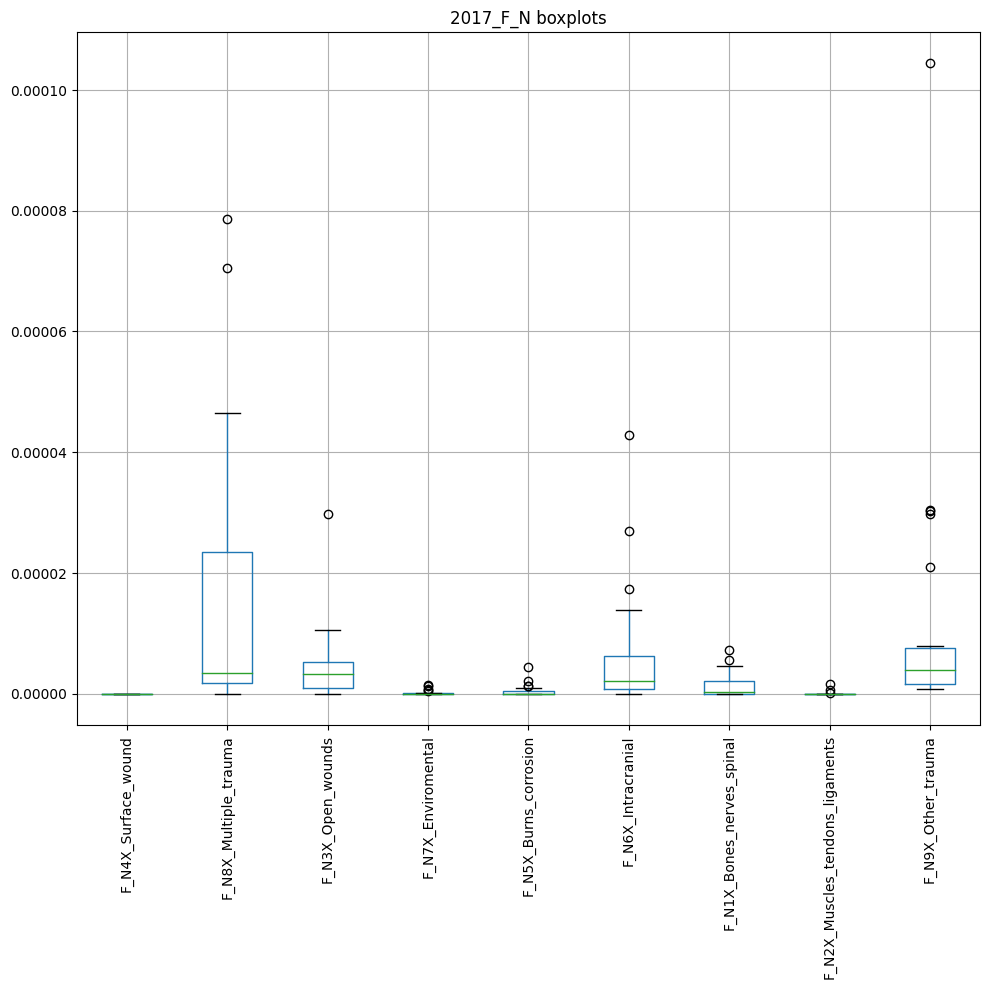 2017_F_N boxplots
0.00010
0.00008
0.00006
0.00004
0.00002
0.00000
F_N4X_Surface_wound
F_N8X_Multiple_trauma
F_N3X_Open_wounds
F_N7X_Enviromental
F_N5X_Burns_corrosion
F_N6X_Intracranial
F_N1X_Bones_nerves_spinal
F_N2X_Muscles_tendons_ligaments
F_N9X_Other_trauma